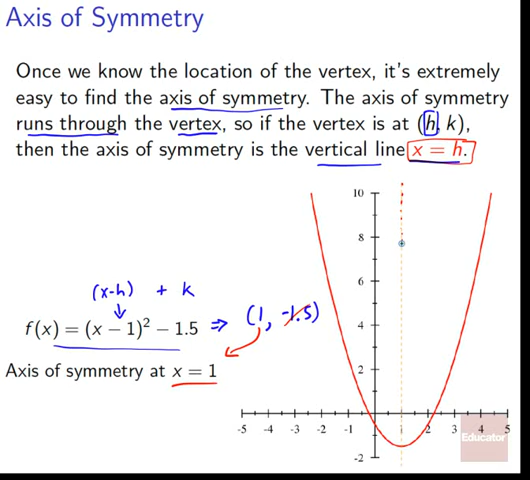 Axis of Symmetry
Once we know the location of the vertex, it's extremely
easy to find the axis of symmetry. The axis of symmetry
runs through the vertex, so if the vertex is at (h, k),
then the axis of symmetry is the vertical line x = h.
(x-h) + k
f(x) = (x − 1)² − 1.5 ⇒ (1, -1.5)
Axis of symmetry at x = 1
10
8
6
4
2
-5 -4 -3 -2 -1 1 2 3 4 5
-2
Educator